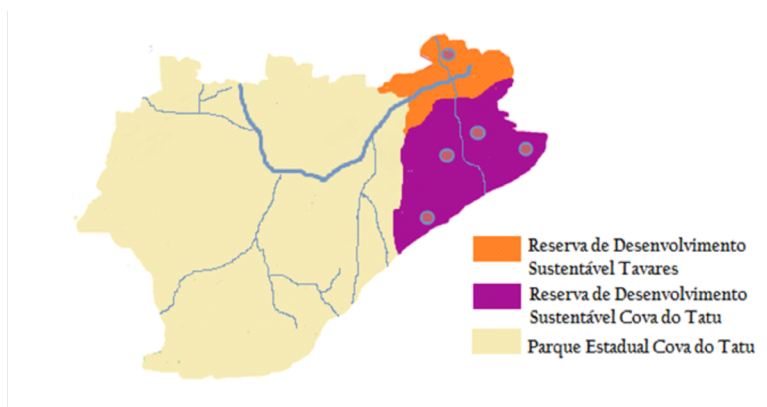 Reserva de Desenvolvimento
Sustentável Tavares
Reserva de Desenvolvimento
Sustentável Cova do Tatu
Parque Estadual Cova do Tatu